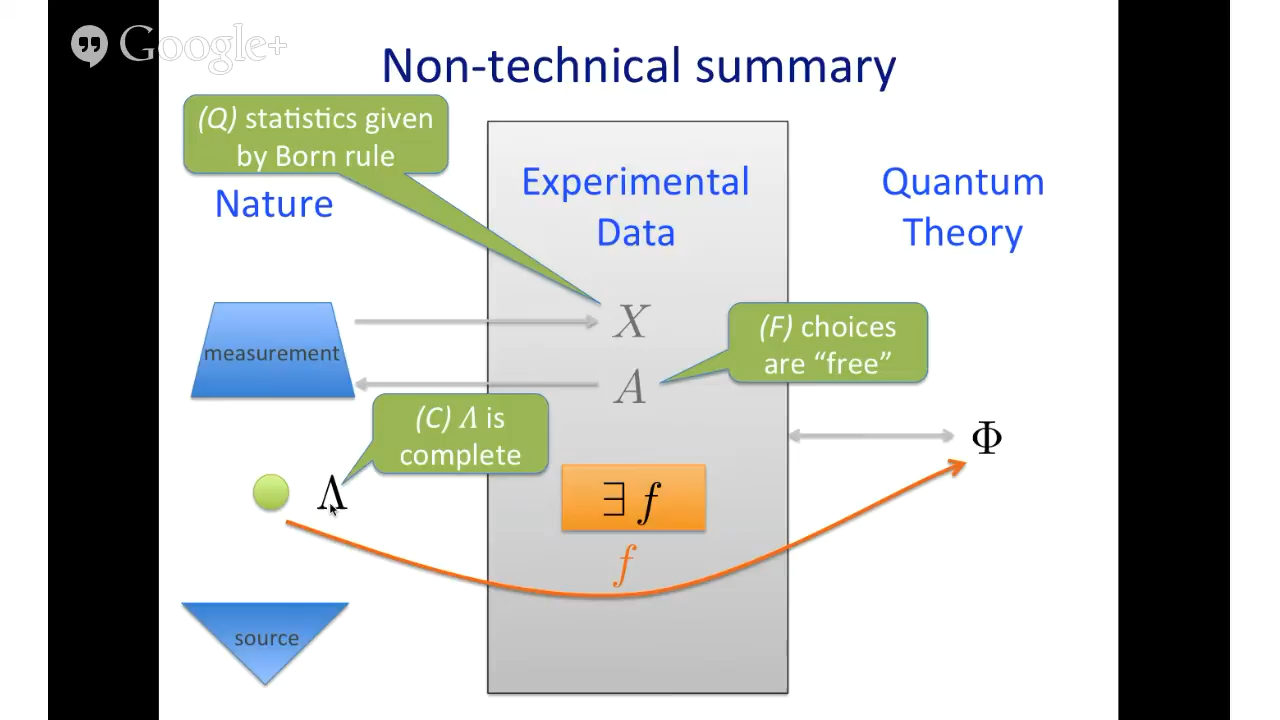 Google+
Non-technical summary
(Q) statistics given
by Born rule
Nature
Experimental
Data
Quantum
Theory
measurement
X
A
(F) choices
are “free”
(C) Λ is
complete
Φ
Λ
∃ f
f
source